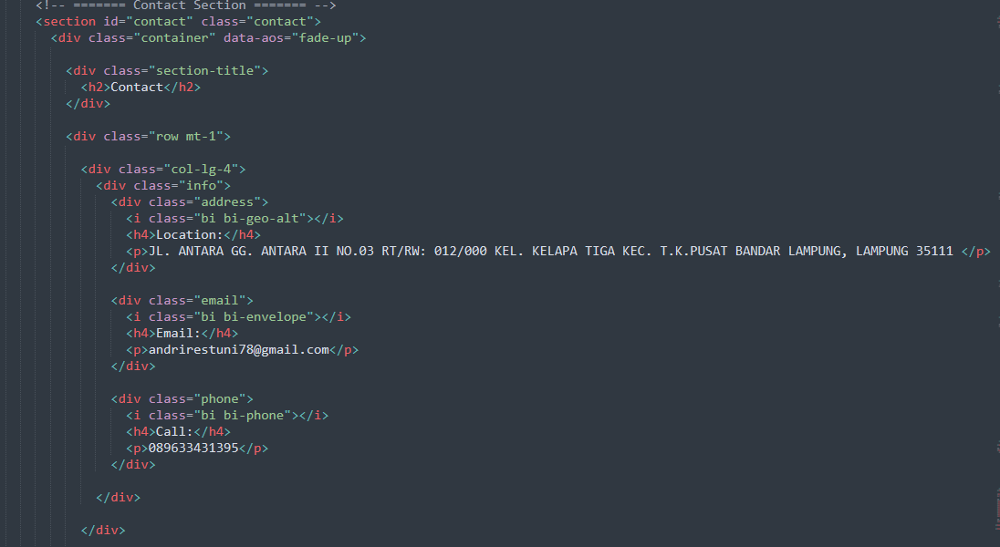 <!-- ======= Contact Section ======= -->
<section id="contact" class="contact">
<div class="container" data-aos="fade-up">
<div class="section-title">
<h2>Contact</h2>
</div>
<div class="row mt-1">
<div class="col-lg-4">
<div class="info">
<div class="address">
<i class="bi bi-geo-alt"></i>
<h4>Location:</h4>
<p>JL. ANTARA GG. ANTARA II NO.03 RT/RW: 012/000 KEL. KELAPA TIGA KEC. T.K.PUSAT BANDAR LAMPUNG, LAMPUNG 35111 </p>
</div>
<div class="email">
<i class="bi bi-envelope"></i>
<h4>Email:</h4>
<p>andrirestuni78@gmail.com</p>
</div>
<div class="phone">
<i class="bi bi-phone"></i>
<h4>Call:</h4>
<p>089633431395</p>
</div>
</div>
</div>